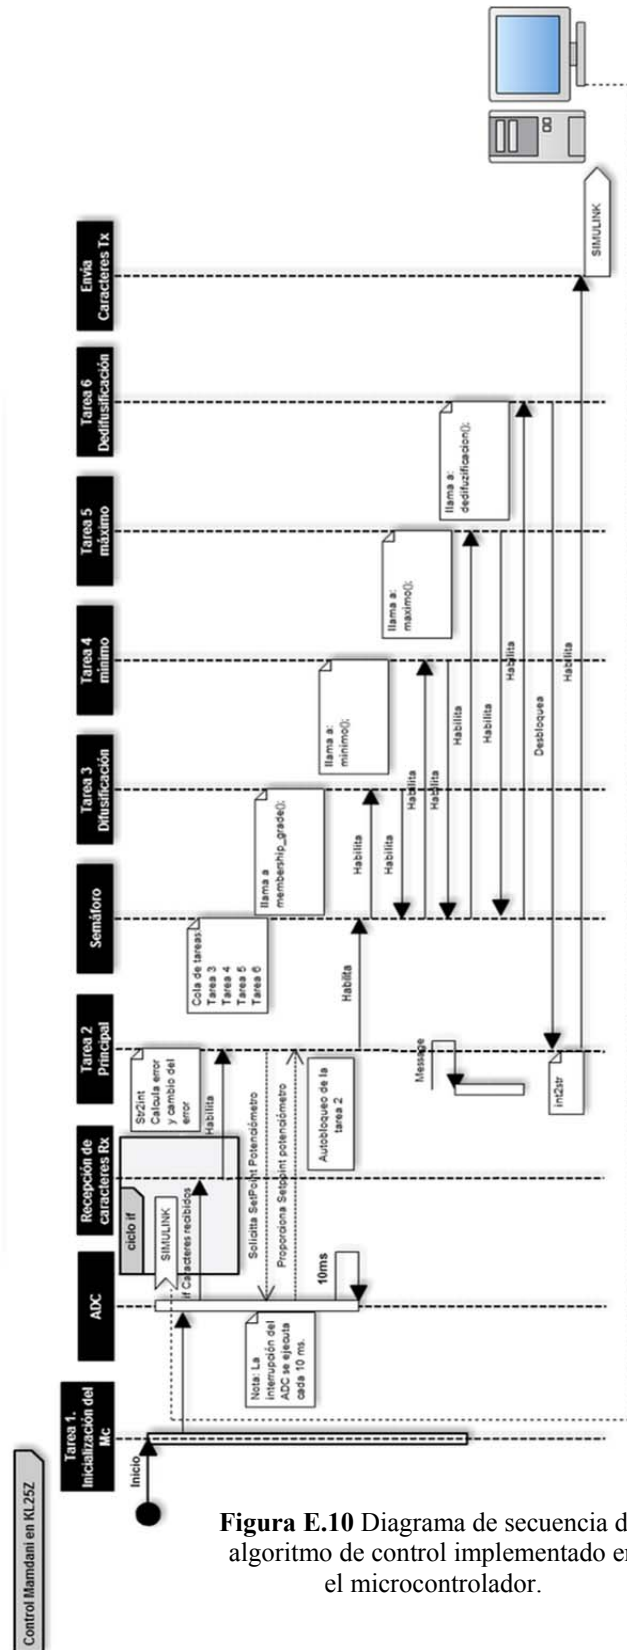 Control Mamdani en KL25Z
Tarea 1.
Inicialización del
Mc
ADC
Recepción de
caracteres Rx
Tarea 2
Principal
Semáforo
Tarea 3
Difusificación
Tarea 4
minimo
Tarea 5
máximo
Tarea 6
Dedifusificación
Envia
Caracteres Tx
Inicio
ciclo if
SIMULINK
if Caracteres recibidos
Str2int
Calcula error
y cambio del
error
Habilita
Nota: La
interrupción del
ADC se ejecuta
cada 10 ms.
Solicitta SetPoint Potenciómetro
Proporciona Setpoint potenciómetro
10ms
Autobloqueo de la
tarea 2
Habilita
Cola de tareas:
Tarea 3
Tarea 4
Tarea 5
Tarea 6
llama a
membership_grade();
Habilita
Habilita
llama a:
minimo();
Habilita
Habilita
llama a:
maximo();
Habilita
Habilita
llama a:
dedifuzificacion();
Habilita
Desbloquea
Message
int2str
Habilita
SIMULINK
Figura E.10 Diagrama de secuencia d
algoritmo de control implementado e
el microcontrolador.